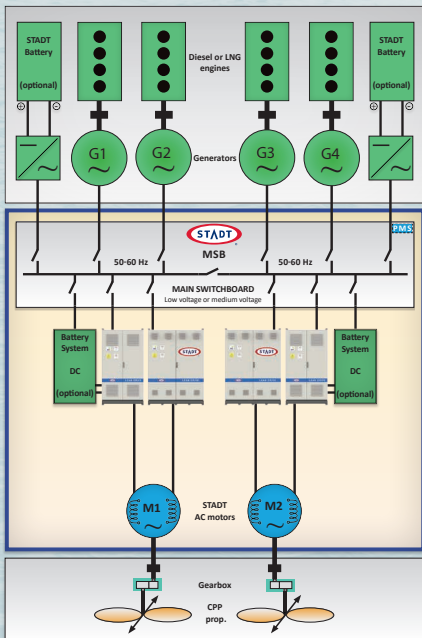 STADT
Battery
(optional)
Diesel or LNG
engines
STADT
Battery
(optional)
+
-
+
-
G1
G2
Generators
G3
G4
STADT
PMS
MSB
50-60 Hz
50-60 Hz
MAIN SWITCHBOARD
Low voltage or medium voltage
Battery
System
DC
(optional)
STADT
STADT
Battery
System
DC
(optional)
M1
STADT
AC motors
M2
Gearbox
CPP
prop.